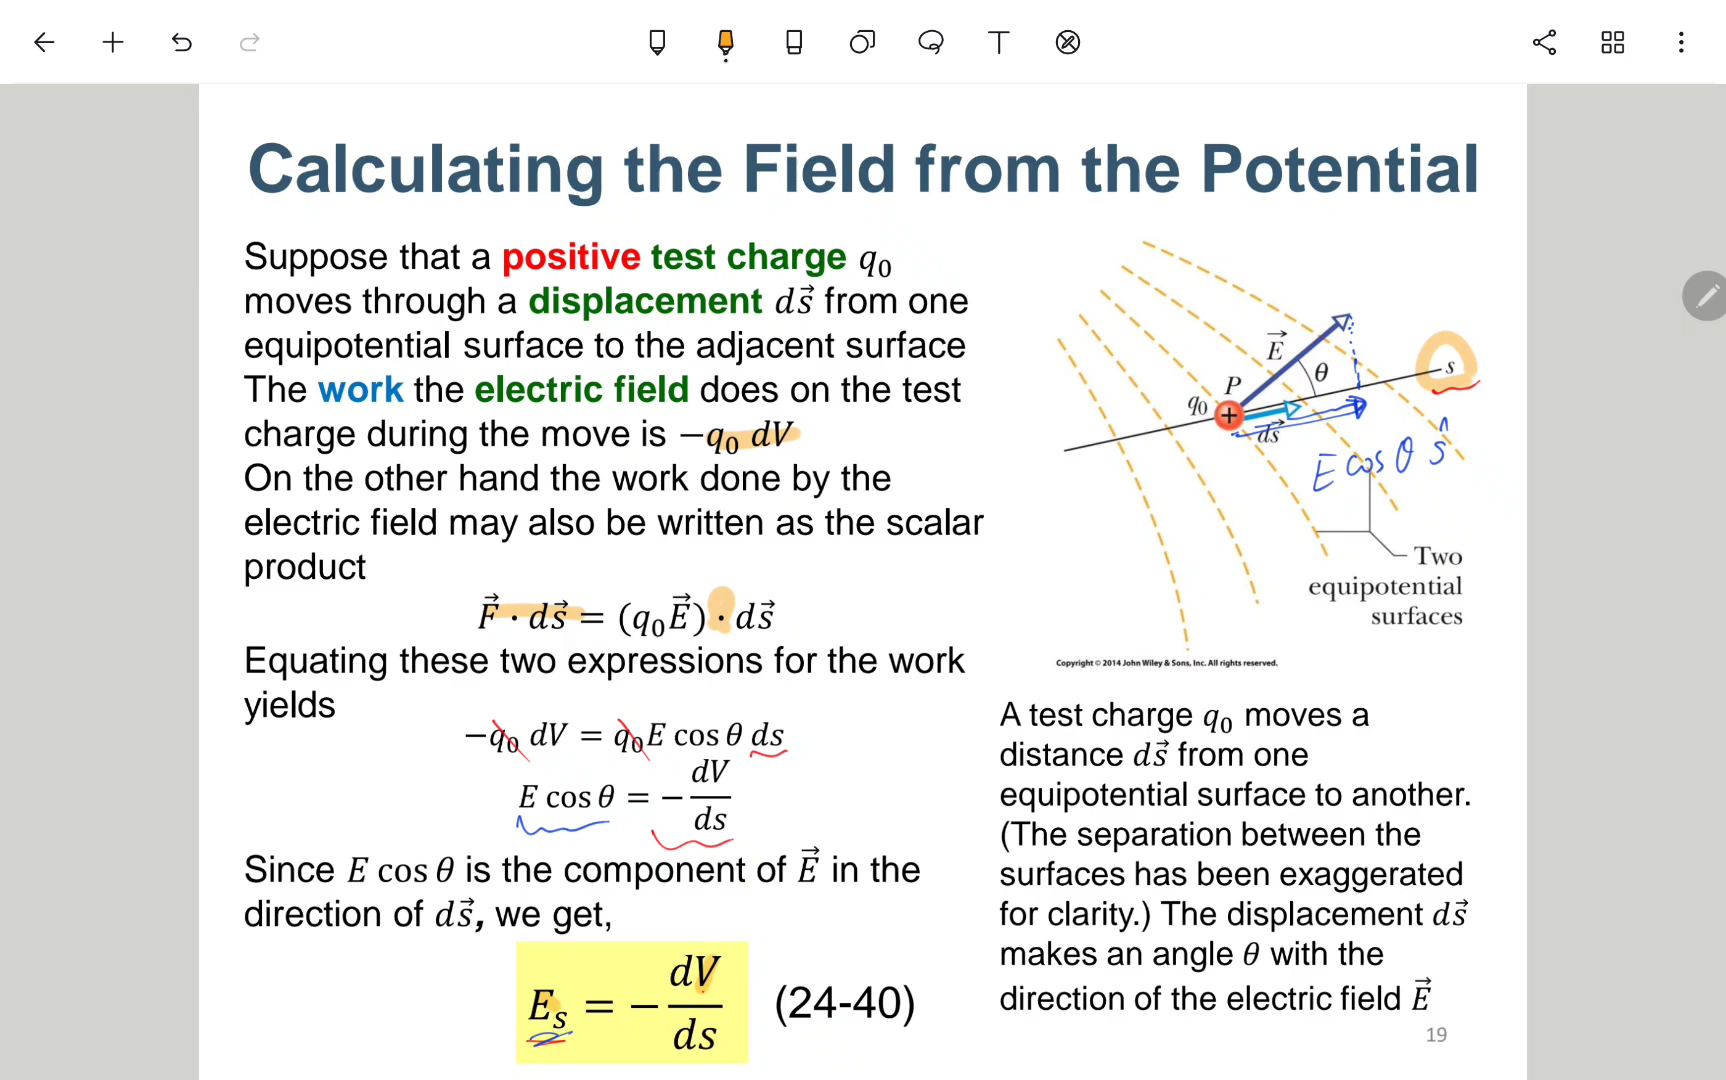 Calculating the Field from the Potential
Suppose that a positive test charge q₀
moves through a displacement ds⃗ from one
equipotential surface to the adjacent surface
The work the electric field does on the test
charge during the move is −q₀ dV
On the other hand the work done by the
electric field may also be written as the scalar
product
F⃗ · ds⃗ = (q₀E⃗) · ds⃗
Equating these two expressions for the work
yields
−q₀ dV = q₀E cos θ ds
E cos θ = − dV/ds
Since E cos θ is the component of E⃗ in the
direction of ds⃗, we get,
E_s = − dV/ds (24-40)
E⃗
θ
s
P
q₀
+
ds⃗
E cos θ ŝ
Two
equipotential
surfaces
Copyright © 2014 John Wiley & Sons, Inc. All rights reserved.
A test charge q₀ moves a
distance ds⃗ from one
equipotential surface to another.
(The separation between the
surfaces has been exaggerated
for clarity.) The displacement ds⃗
makes an angle θ with the
direction of the electric field E⃗
19